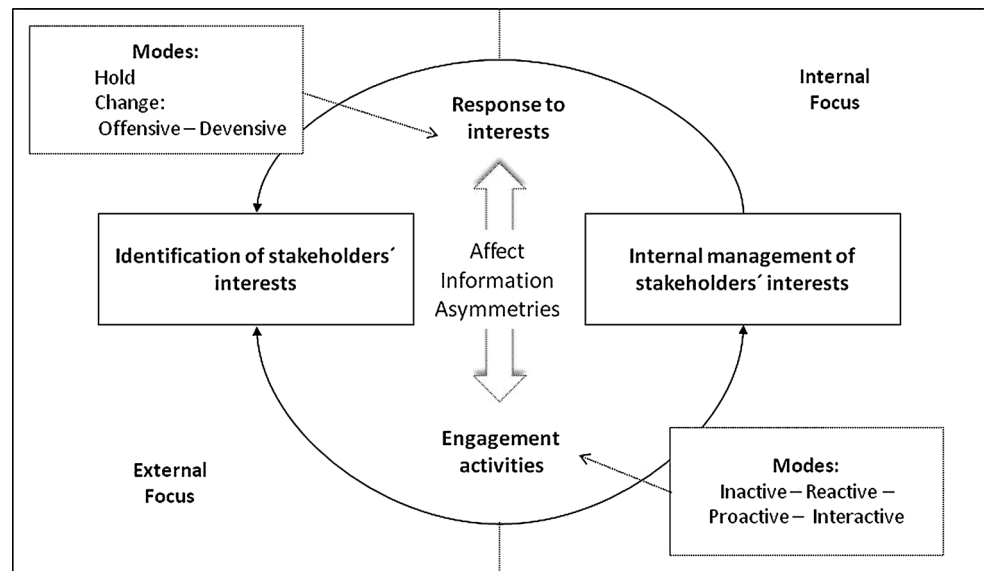 Modes:
Hold
Change:
Offensive – Devensive
Response to
interests
Internal
Focus
Identification of stakeholders´
interests
Affect
Information
Asymmetries
Internal management of
stakeholders´ interests
Engagement
activities
External
Focus
Modes:
Inactive – Reactive –
Proactive – Interactive